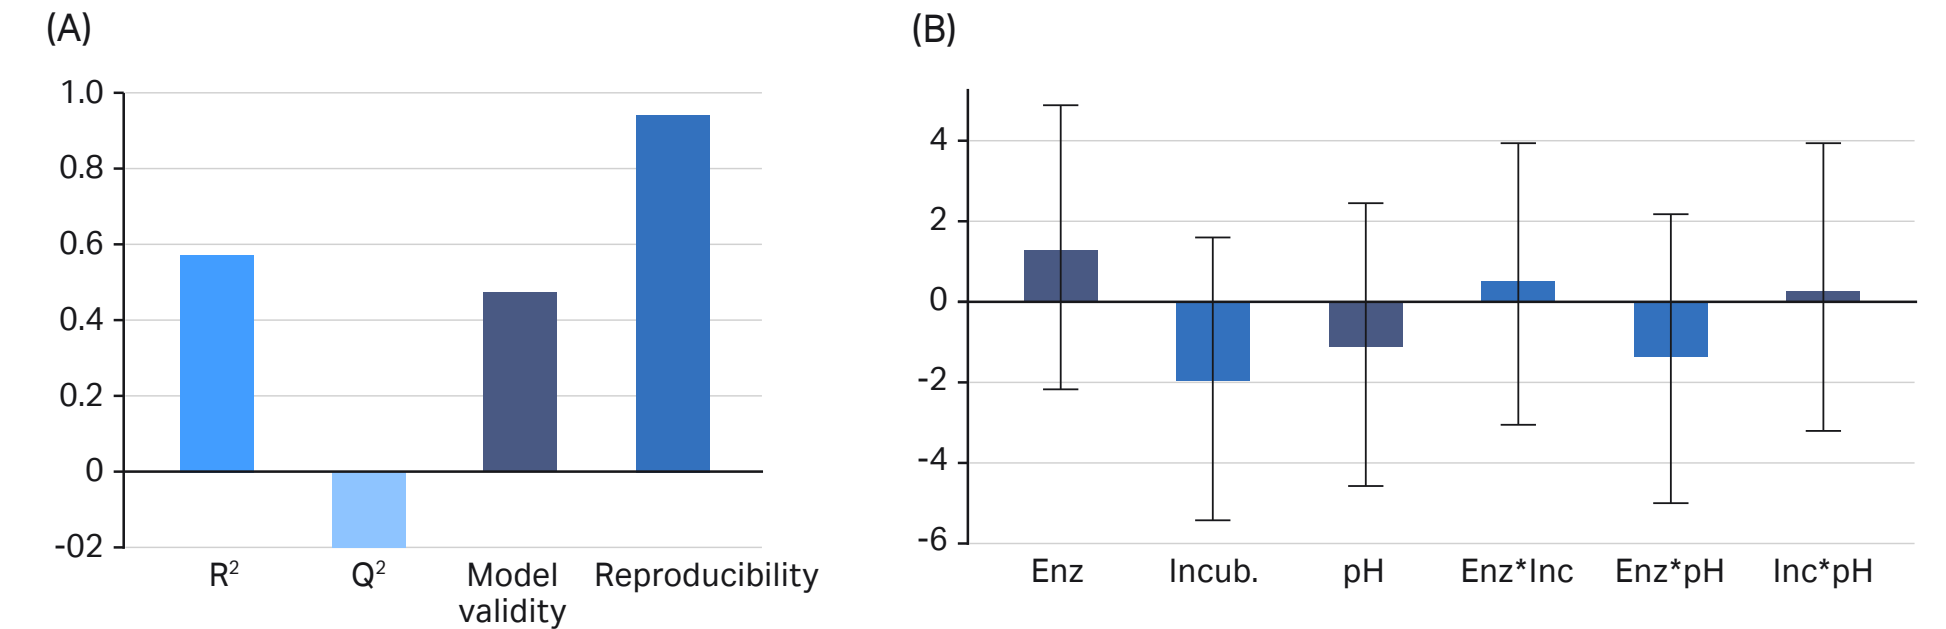 (A)
1.0
0.8
0.6
0.4
0.2
0
-02
R²
Q²
Model
validity
Reproducibility
(B)
4
2
0
-2
-4
-6
Enz
Incub.
pH
Enz*Inc
Enz*pH
Inc*pH